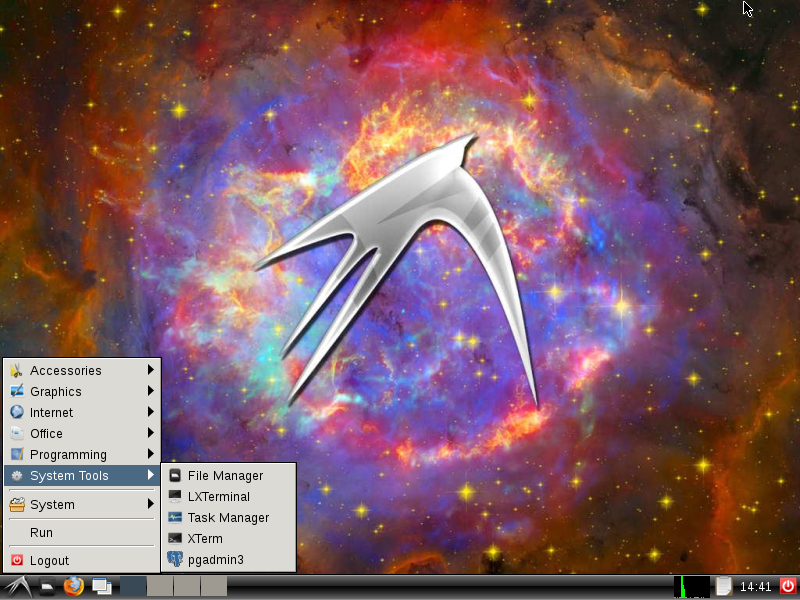 Accessories
Graphics
Internet
Office
Programming
System Tools
System
Run
Logout
File Manager
LXTerminal
Task Manager
XTerm
pgadmin3
14:41